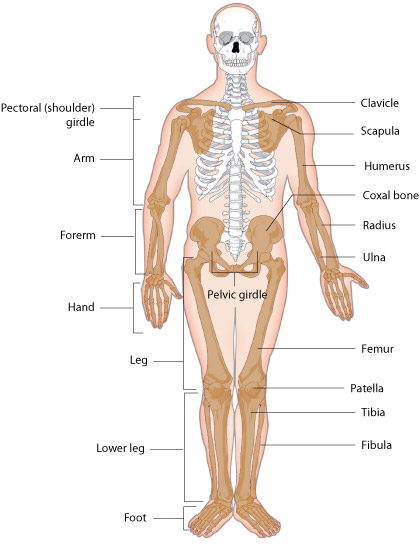 Pectoral (shoulder)
girdle
Arm
Forerm
Hand
Leg
Lower leg
Foot
Pelvic girdle
Clavicle
Scapula
Humerus
Coxal bone
Radius
Ulna
Femur
Patella
Tibia
Fibula